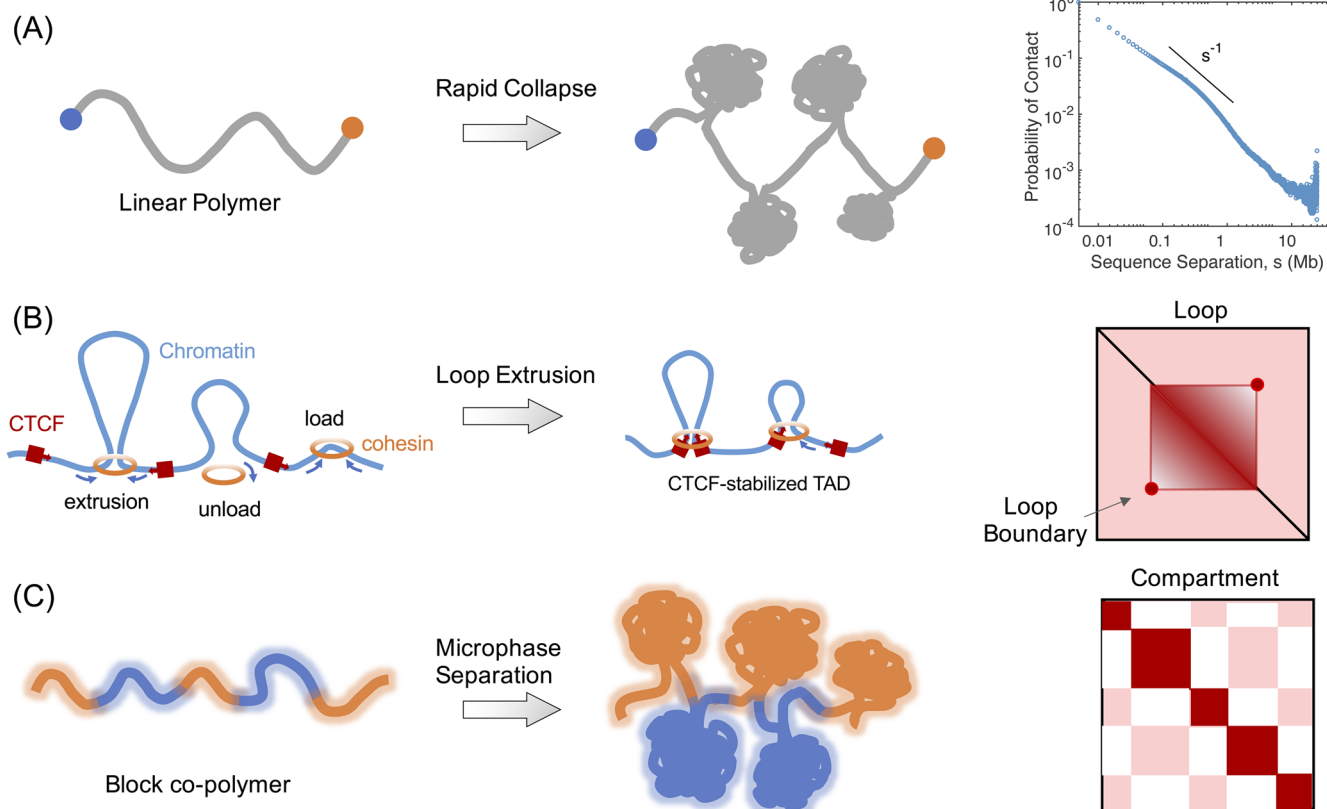 (A)
Linear Polymer
Rapid Collapse
10⁰
10⁻¹
10⁻²
10⁻³
10⁻⁴
Probability of Contact
s⁻¹
0.01
0.1
1
10
Sequence Separation, s (Mb)
(B)
Chromatin
CTCF
load
cohesin
extrusion
unload
Loop Extrusion
CTCF-stabilized TAD
Loop
Loop
Boundary
(C)
Block co-polymer
Microphase
Separation
Compartment